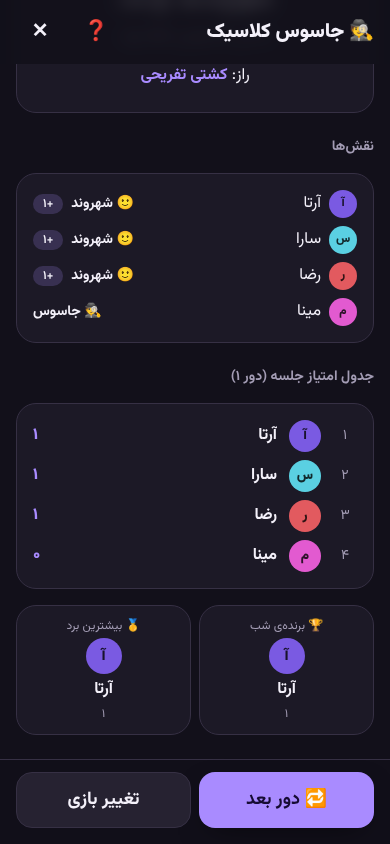 🕵️ جاسوس کلاسیک ❓ ✕
راز: کشتی تفریحی
نقش‌ها
آ آرتا 🙂 شهروند +۱
س سارا 🙂 شهروند +۱
ر رضا 🙂 شهروند +۱
م مینا 🕵️ جاسوس
جدول امتیاز جلسه (دور ۱)
۱ آ آرتا ۱
۲ س سارا ۱
۳ ر رضا ۱
۴ م مینا ۰
🏆 برنده‌ی شب
آ
آرتا
۱
🥇 بیشترین برد
آ
آرتا
۱
🔁 دور بعد
تغییر بازی